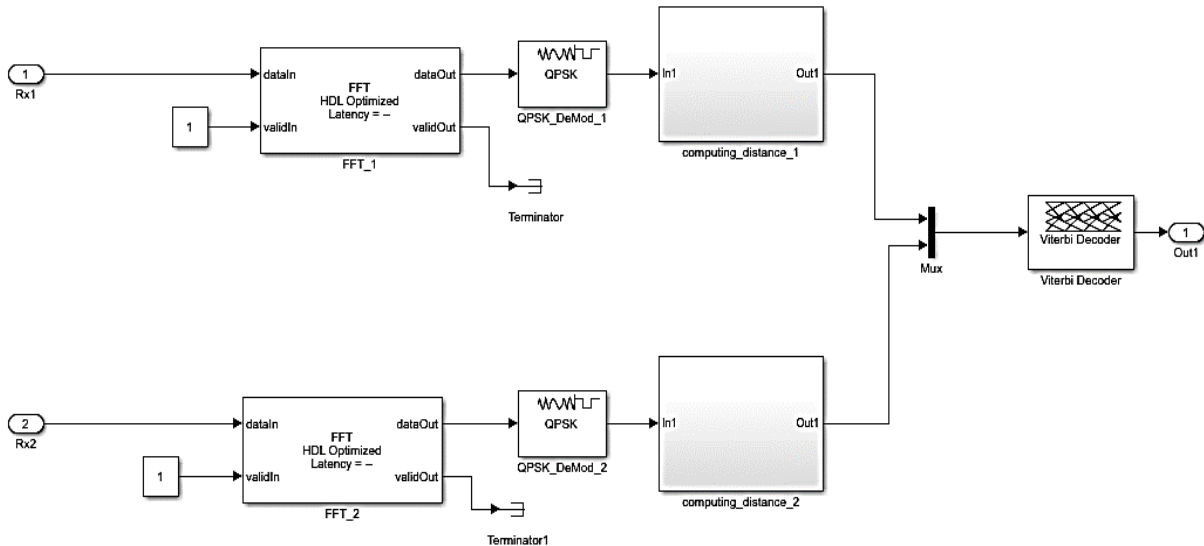 1
Rx1
1
dataIn
validIn
FFT
HDL Optimized
Latency = --
dataOut
validOut
FFT_1
Terminator
QPSK
QPSK_DeMod_1
In1
Out1
computing_distance_1
Mux
Viterbi Decoder
Viterbi Decoder
1
Out1
2
Rx2
1
dataIn
validIn
FFT
HDL Optimized
Latency = --
dataOut
validOut
FFT_2
Terminator1
QPSK
QPSK_DeMod_2
In1
Out1
computing_distance_2